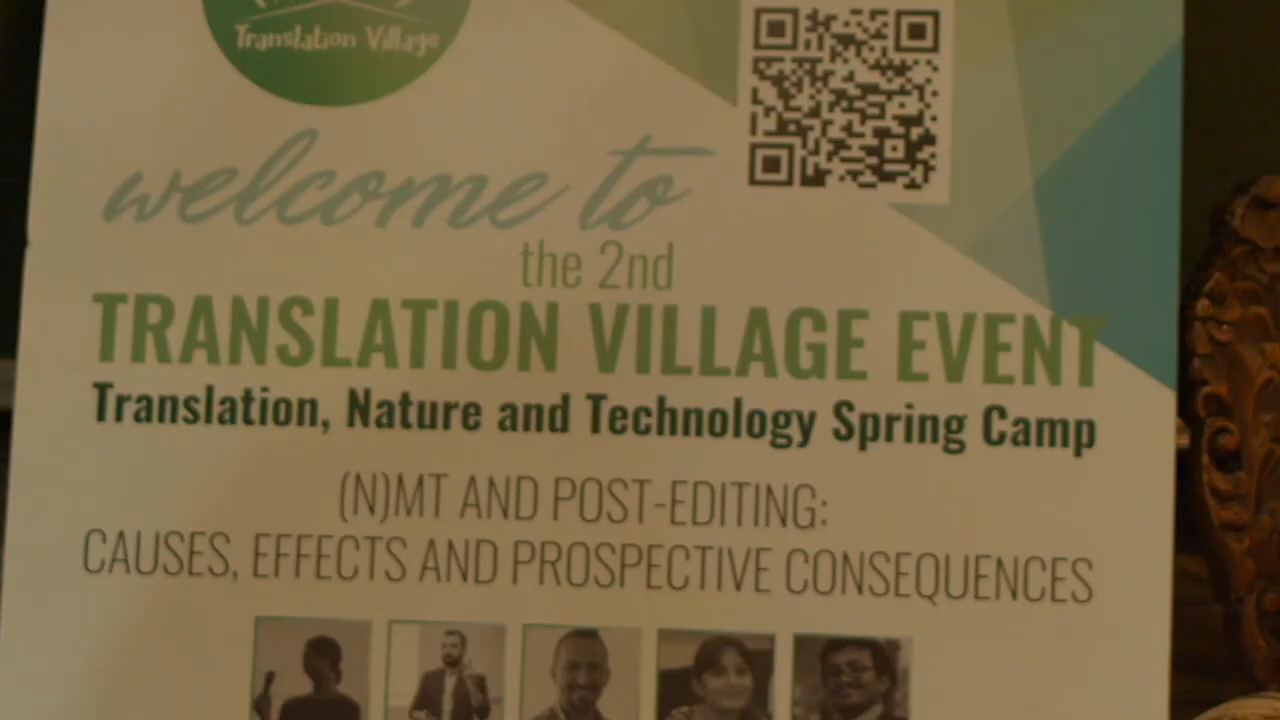 Translation Village
welcome to
the 2nd
TRANSLATION VILLAGE EVENT
Translation, Nature and Technology Spring Camp
(N)MT AND POST-EDITING:
CAUSES, EFFECTS AND PROSPECTIVE CONSEQUENCES